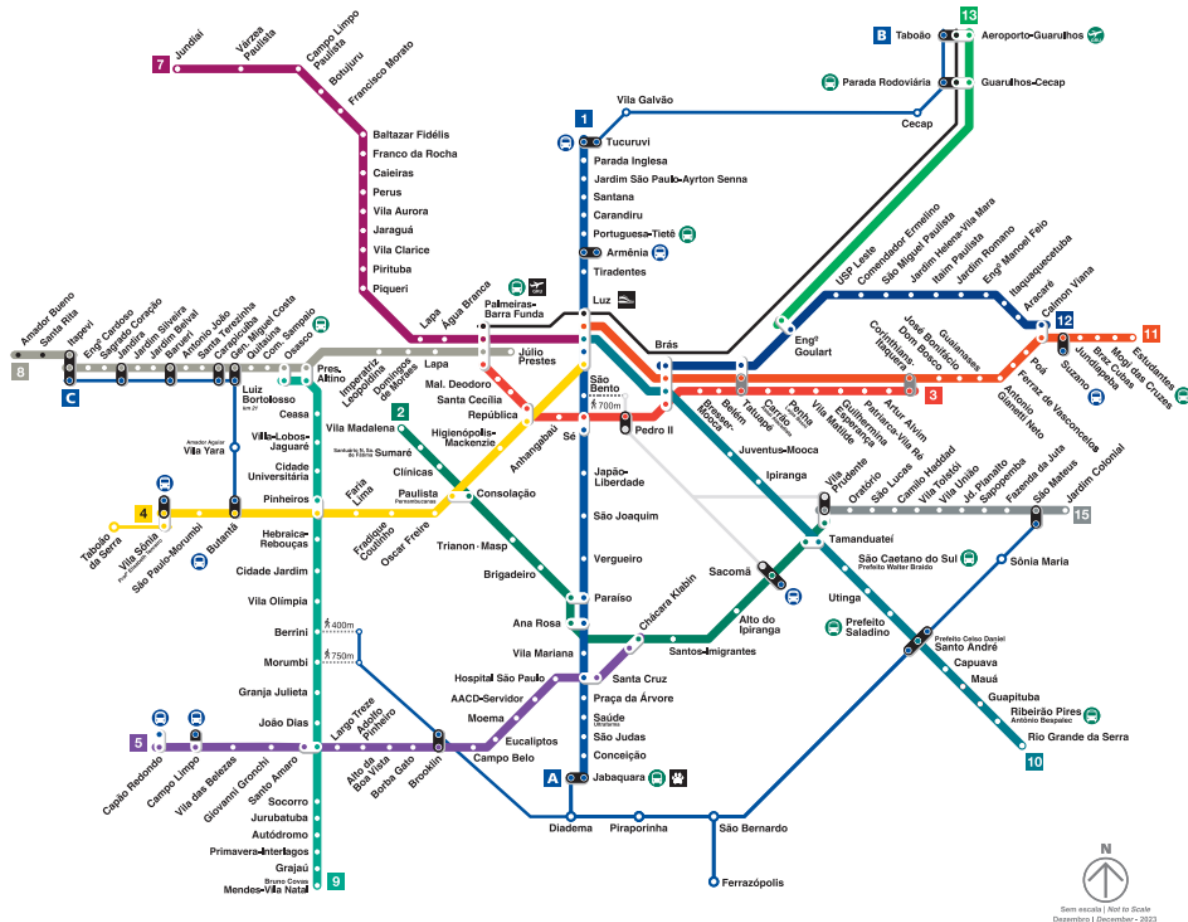 7
Jundiaí
Várzea
Paulista
Campo Limpo
Paulista
Botujuru
Francisco Morato
Baltazar Fidélis
Franco da Rocha
Caieiras
Perus
Vila Aurora
Jaraguá
Vila Clarice
Pirituba
Piqueri
Lapa
Água Branca
Palmeiras-
Barra Funda
1
Tucuruvi
Parada Inglesa
Jardim São Paulo-Ayrton Senna
Santana
Carandiru
Portuguesa-Tietê
Armênia
Tiradentes
Luz
Vila Galvão
Cecap
B
Taboão
Parada Rodoviária
13
Aeroporto-Guarulhos
Guarulhos-Cecap
Brás
Engº
Goulart
USP Leste
Comendador Ermelino
São Miguel Paulista
Jardim Helena-Vila Mara
Itaim Paulista
Jardim Romano
Engº Manoel Feio
Itaquaquecetuba
Aracaré
Calmon Viana
12
11
Corinthians-
Itaquera
Dom Bosco
José Bonifácio
Guaianases
Antonio
Gianetti Neto
Ferraz de Vasconcelos
Poá
Suzano
Jundiapeba
Braz Cubas
Mogi das Cruzes
Estudantes
3
Mal. Deodoro
Santa Cecília
República
Anhangabaú
Sé
Pedro II
Bresser-
Mooca
Belém
Tatuapé
Carrão
Penha
Vila Matilde
Guilhermina
Esperança
Patriarca-Vila Ré
Artur Alvim
8
Amador Bueno
Santa Rita
Itapevi
Engº Cardoso
Sagrado Coração
Jandira
Jardim Silveira
Jardim Belval
Barueri
Antonio João
Santa Terezinha
Carapicuíba
Gen. Miguel Costa
Quitaúna
Com. Sampaio
Osasco
Pres.
Altino
Imperatriz
Leopoldina
Domingos
de Moraes
Lapa
Júlio
Prestes
C
Luiz
Bortolosso
km 21
Amador Aguiar
Vila Yara
Ceasa
Villa-Lobos-
Jaguaré
Cidade
Universitária
Pinheiros
Hebraica-
Rebouças
Cidade Jardim
Vila Olímpia
Berrini
400m
Morumbi
750m
Granja Julieta
João Dias
Socorro
Jurubatuba
Autódromo
Primavera-Interlagos
Grajaú
Bruno Covas
Mendes-Vila Natal
9
2
Vila Madalena
Santuário N. Sa.
de Fátima
Sumaré
Clínicas
Consolação
Trianon-Masp
Brigadeiro
Paraíso
Ana Rosa
Chácara Klabin
Santos-Imigrantes
Alto do
Ipiranga
Sacomã
Tamanduateí
Vila
Prudente
4
Taboão
da Serra
Vila Sônia
São Paulo-Morumbi
Butantã
Faria
Lima
Fradique
Coutinho
Oscar Freire
Paulista
Pernambucanas
Higienópolis-
Mackenzie
São
Bento
700m
Japão-
Liberdade
São Joaquim
Vergueiro
Vila Mariana
Santa Cruz
Praça da Árvore
Saúde
São Judas
Conceição
A
Jabaquara
5
Capão Redondo
Campo Limpo
Vila das Belezas
Giovanni Gronchi
Santo Amaro
Largo Treze
Adolfo
Pinheiro
Alto da
Boa Vista
Borba Gato
Brooklin
Campo Belo
Eucaliptos
Moema
AACD-Servidor
Hospital São Paulo
Diadema
Piraporinha
São Bernardo
Ferrazópolis
Oratório
São Lucas
Camilo Haddad
Vila Tolstói
Vila União
Jd. Planalto
Sapopemba
Fazenda da Juta
São Mateus
Jardim Colonial
15
Sônia Maria
Juventus-Mooca
Ipiranga
São Caetano do Sul
Prefeito Walter Braido
Utinga
Prefeito
Saladino
Prefeito Celso Daniel
Santo André
Capuava
Mauá
Guapituba
Ribeirão Pires
Antônio Bespalec
Rio Grande da Serra
10
N
Sem escala | Not to Scale
Dezembro | December - 2023